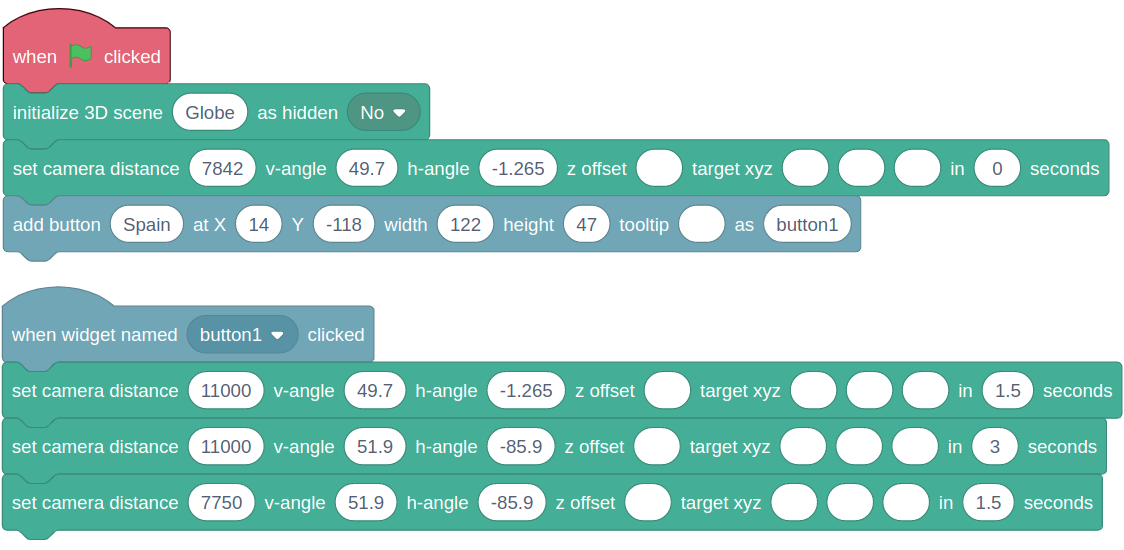 when clicked
initialize 3D scene Globe as hidden No
set camera distance 7842 v-angle 49.7 h-angle -1.265 z offset target xyz in 0 seconds
add button Spain at X 14 Y -118 width 122 height 47 tooltip as button1
when widget named button1 clicked
set camera distance 11000 v-angle 49.7 h-angle -1.265 z offset target xyz in 1.5 seconds
set camera distance 11000 v-angle 51.9 h-angle -85.9 z offset target xyz in 3 seconds
set camera distance 7750 v-angle 51.9 h-angle -85.9 z offset target xyz in 1.5 seconds